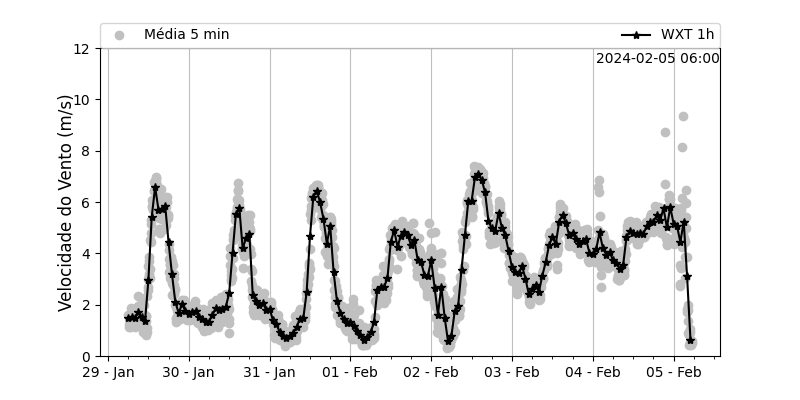 Média 5 min
WXT 1h
2024-02-05 06:00
Velocidade do Vento (m/s)
12
10
8
6
4
2
0
29 - Jan
30 - Jan
31 - Jan
01 - Feb
02 - Feb
03 - Feb
04 - Feb
05 - Feb